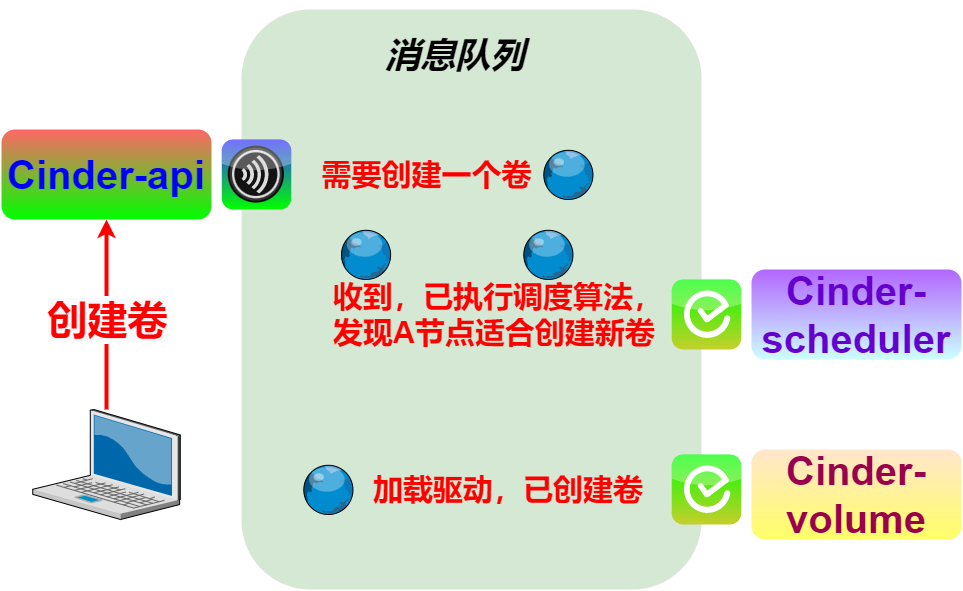 消息队列
Cinder-api
需要创建一个卷
收到，已执行调度算法，
发现A节点适合创建新卷
Cinder-
scheduler
创建卷
加载驱动，已创建卷
Cinder-
volume